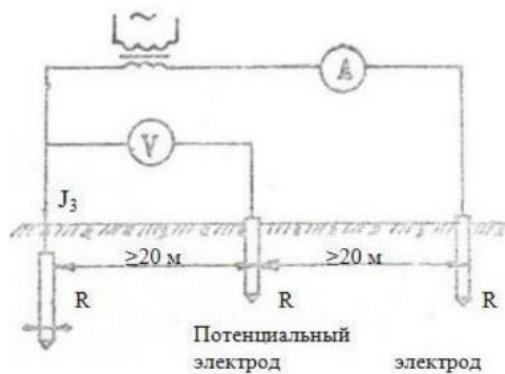 ~
A
V
J₃
≥20 м ≥20 м
R R R
Потенциальный
электрод электрод